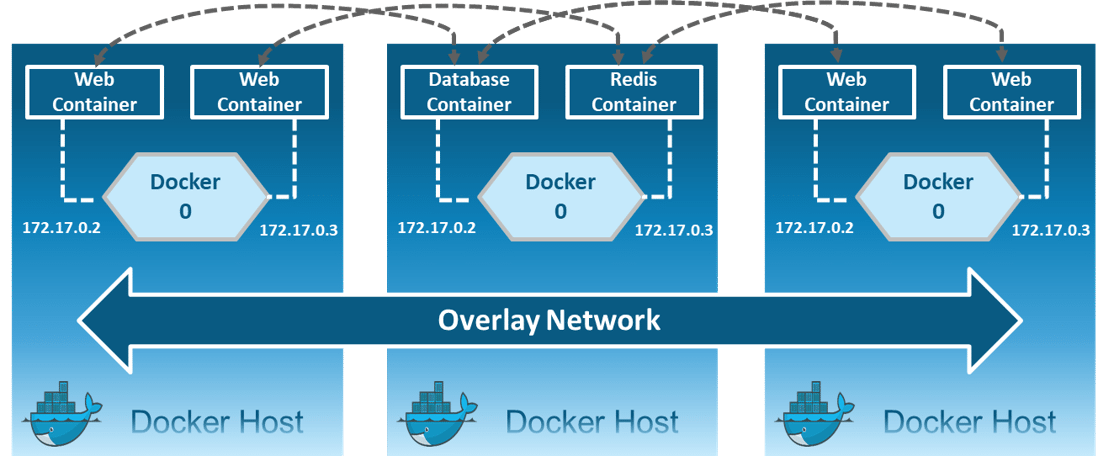 Web
Container
Web
Container
Docker
0
172.17.0.2
172.17.0.3
Docker Host
Database
Container
Redis
Container
Docker
0
172.17.0.2
172.17.0.3
Docker Host
Web
Container
Web
Container
Docker
0
172.17.0.2
172.17.0.3
Docker Host
Overlay Network